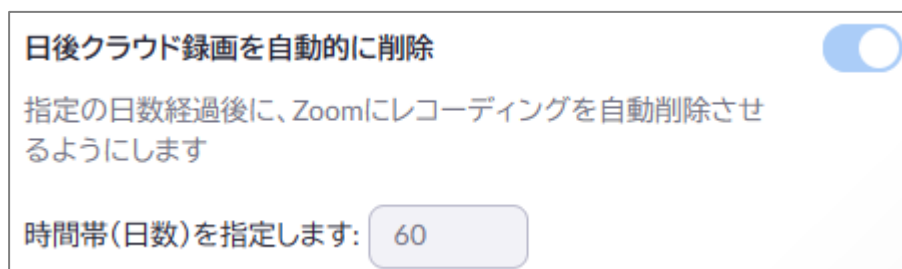 日後クラウド録画を自動的に削除
指定の日数経過後に、Zoomにレコーディングを自動削除させ
るようにします
時間帯(日数)を指定します: 60